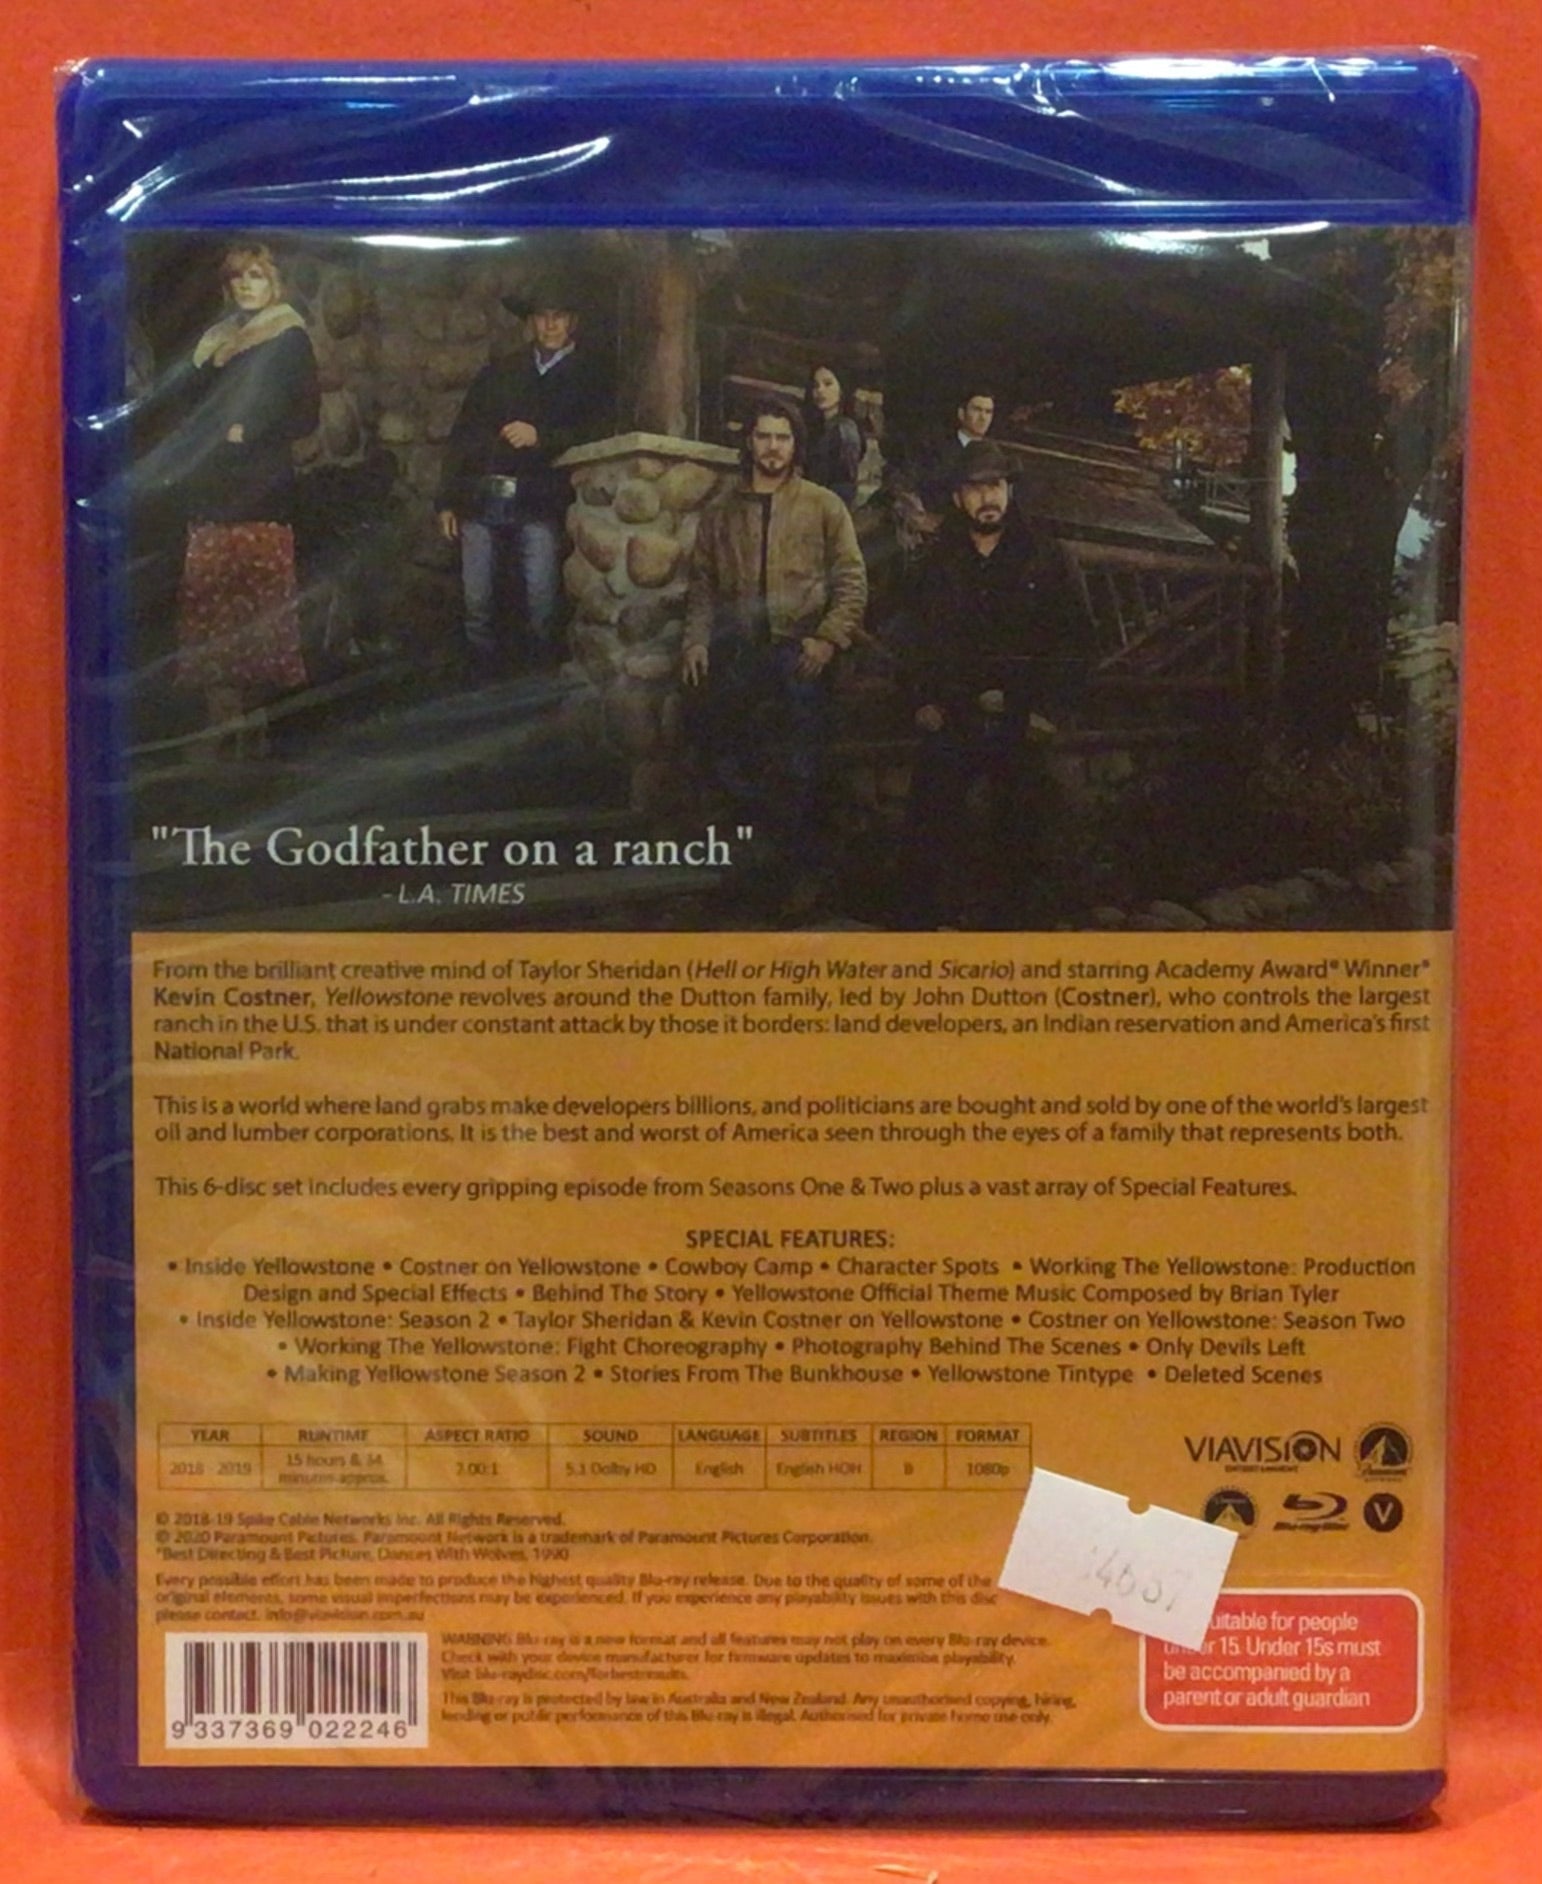 "The Godfather on a ranch"
- L.A. TIMES
From the brilliant creative mind of Taylor Sheridan (Hell or High Water and Sicario) and starring Academy Award® Winner*
Kevin Costner, Yellowstone revolves around the Dutton family, led by John Dutton (Costner), who controls the largest
ranch in the U.S. that is under constant attack by those it borders: land developers, an Indian reservation and America's first
National Park.
This is a world where land grabs make developers billions, and politicians are bought and sold by one of the world's largest
oil and lumber corporations. It is the best and worst of America seen through the eyes of a family that represents both.
This 6-disc set includes every gripping episode from Seasons One & Two plus a vast array of Special Features.
SPECIAL FEATURES:
• Inside Yellowstone • Costner on Yellowstone • Cowboy Camp • Character Spots • Working The Yellowstone: Production
Design and Special Effects • Behind The Story • Yellowstone Official Theme Music Composed by Brian Tyler
• Inside Yellowstone: Season 2 • Taylor Sheridan & Kevin Costner on Yellowstone • Costner on Yellowstone: Season Two
• Working The Yellowstone: Fight Choreography • Photography Behind The Scenes • Only Devils Left
• Making Yellowstone Season 2 • Stories From The Bunkhouse • Yellowstone Tintype • Deleted Scenes
YEAR RUNTIME ASPECT RATIO SOUND LANGUAGE SUBTITLES REGION FORMAT
2018 - 2019 15 hours & 34 minutes approx. 2.00:1 5.1 Dolby HD English English HOH B 1080p
VIAVISION
ENTERTAINMENT
Blu-ray Disc
V
© 2018-19 Spike Cable Networks Inc. All Rights Reserved.
© 2020 Paramount Pictures. Paramount Network is a trademark of Paramount Pictures Corporation.
*Best Directing & Best Picture, Dances With Wolves, 1990
Every possible effort has been made to produce the highest quality Blu-ray release. Due to the quality of some of the
original elements, some visual imperfections may be experienced. If you experience any playability issues with this disc
please contact: info@viavision.com.au
WARNING Blu-ray is a new format and all features may not play on every Blu-ray device.
Check with your device manufacturer for firmware updates to maximise playability.
Visit blu-raydisc.com/forbestresults.
This Blu-ray is protected by law in Australia and New Zealand. Any unauthorised copying, hiring,
lending or public performance of this Blu-ray is illegal. Authorised for private home use only.
9 337369 022246
for people
15. Under 15s must
be accompanied by a
parent or adult guardian